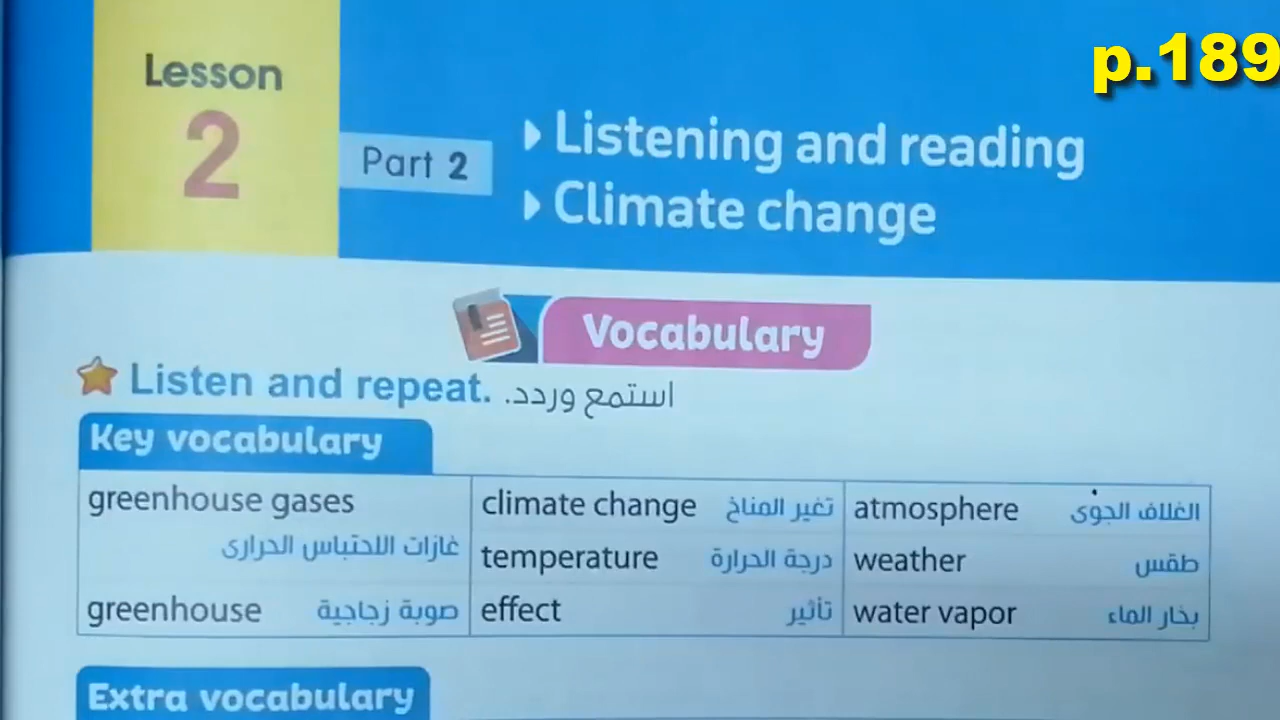 p.189
Lesson
2
Part 2
Listening and reading
Climate change
Vocabulary
Listen and repeat. استمع وردد.
Key vocabulary
greenhouse gases
غازات الاحتباس الحرارى
greenhouse صوبة زجاجية
climate change تغير المناخ
temperature درجة الحرارة
effect تأثير
atmosphere الغلاف الجوى
weather طقس
water vapor بخار الماء
Extra vocabulary